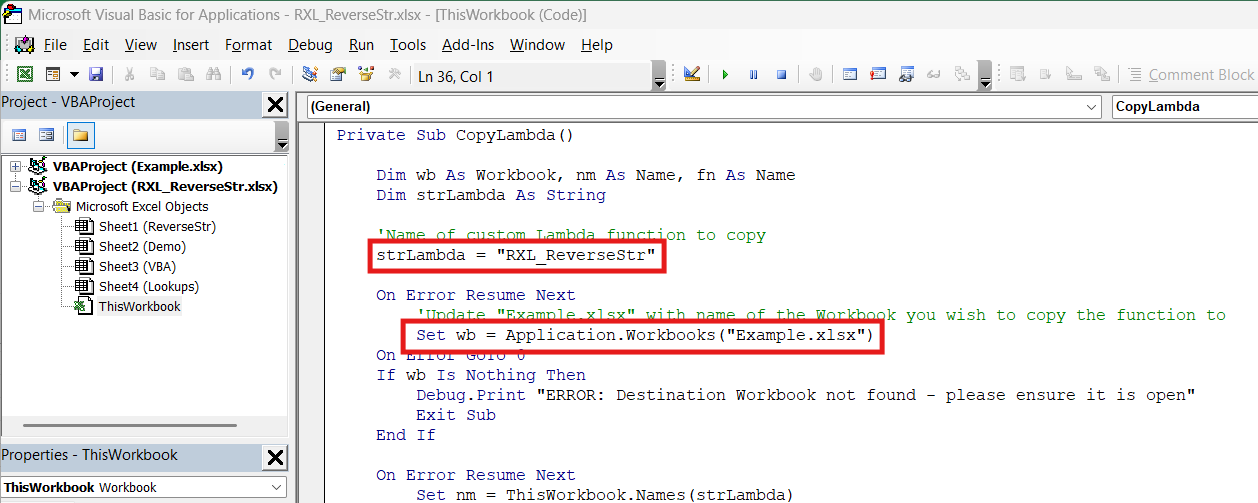 Microsoft Visual Basic for Applications - RXL_ReverseStr.xlsx - [ThisWorkbook (Code)]
File Edit View Insert Format Debug Run Tools Add-Ins Window Help
Ln 36, Col 1
Comment Block
Project - VBAProject
(General)
CopyLambda
VBAProject (Example.xlsx)
VBAProject (RXL_ReverseStr.xlsx)
Microsoft Excel Objects
Sheet1 (ReverseStr)
Sheet2 (Demo)
Sheet3 (VBA)
Sheet4 (Lookups)
ThisWorkbook
Properties - ThisWorkbook
ThisWorkbook Workbook
Private Sub CopyLambda()
Dim wb As Workbook, nm As Name, fn As Name
Dim strLambda As String
'Name of custom Lambda function to copy
strLambda = "RXL_ReverseStr"
On Error Resume Next
'Update "Example.xlsx" with name of the Workbook you wish to copy the function to
Set wb = Application.Workbooks("Example.xlsx")
On Error GoTo 0
If wb Is Nothing Then
Debug.Print "ERROR: Destination Workbook not found - please ensure it is open"
Exit Sub
End If
On Error Resume Next
Set nm = ThisWorkbook.Names(strLambda)